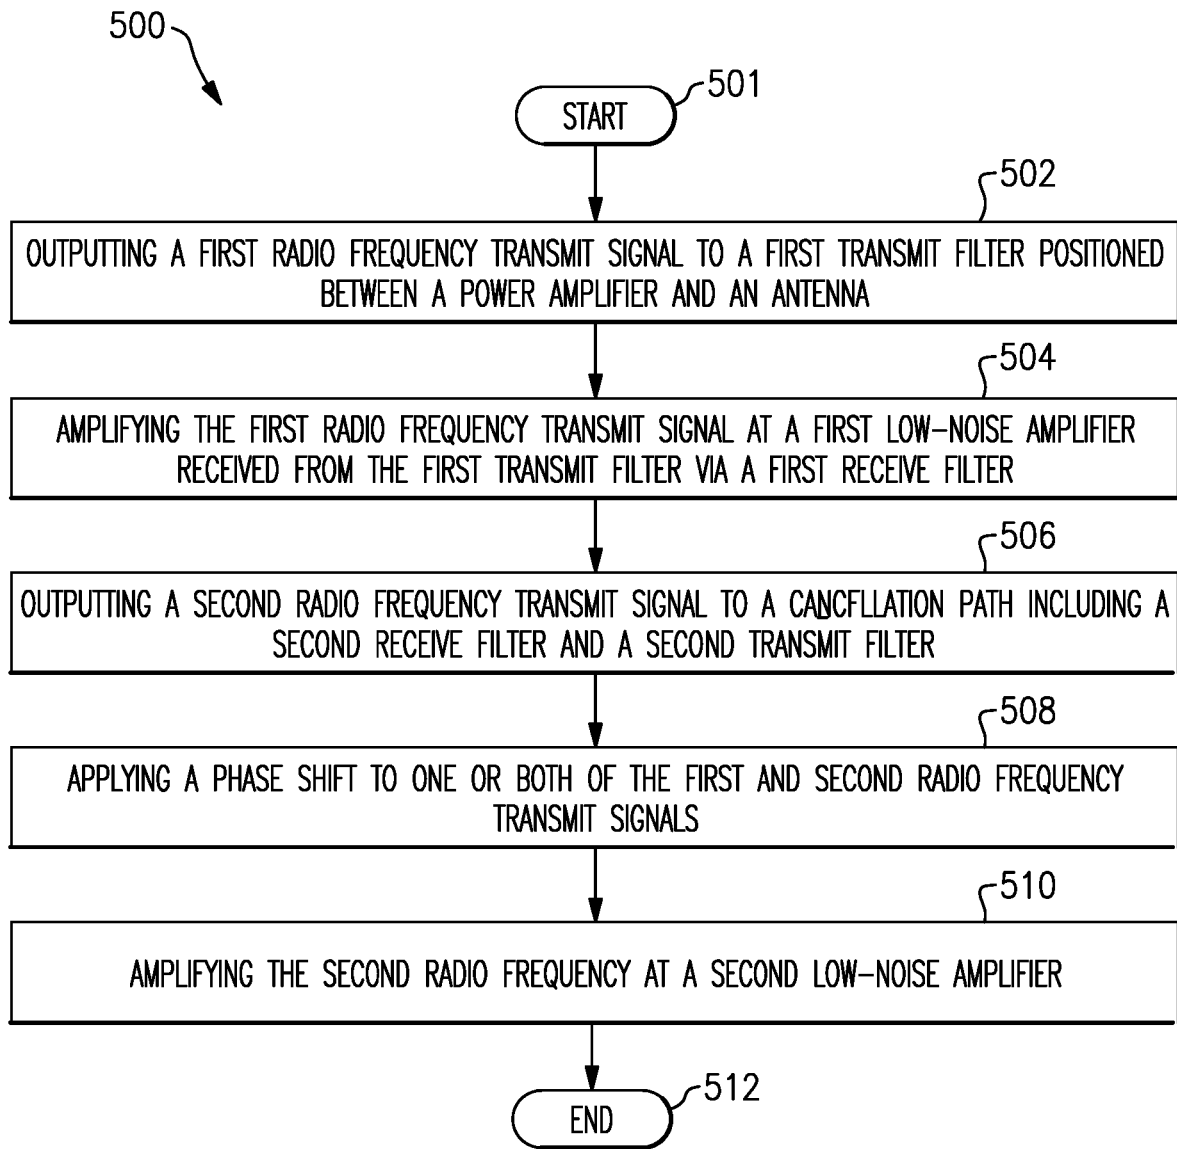 500
START
501
502
OUTPUTTING A FIRST RADIO FREQUENCY TRANSMIT SIGNAL TO A FIRST TRANSMIT FILTER POSITIONED
BETWEEN A POWER AMPLIFIER AND AN ANTENNA
504
AMPLIFYING THE FIRST RADIO FREQUENCY TRANSMIT SIGNAL AT A FIRST LOW-NOISE AMPLIFIER
RECEIVED FROM THE FIRST TRANSMIT FILTER VIA A FIRST RECEIVE FILTER
506
OUTPUTTING A SECOND RADIO FREQUENCY TRANSMIT SIGNAL TO A CANCFLLATION PATH INCLUDING A
SECOND RECEIVE FILTER AND A SECOND TRANSMIT FILTER
508
APPLYING A PHASE SHIFT TO ONE OR BOTH OF THE FIRST AND SECOND RADIO FREQUENCY
TRANSMIT SIGNALS
510
AMPLIFYING THE SECOND RADIO FREQUENCY AT A SECOND LOW-NOISE AMPLIFIER
END
512